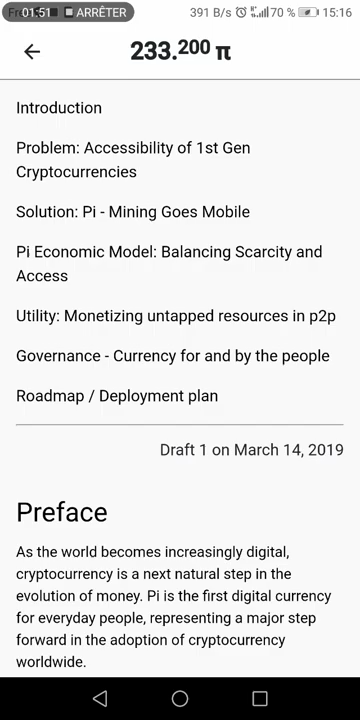 01:51 ARRÊTER 391 B/s 70 % 15:16
233.200 π
Introduction
Problem: Accessibility of 1st Gen
Cryptocurrencies
Solution: Pi - Mining Goes Mobile
Pi Economic Model: Balancing Scarcity and
Access
Utility: Monetizing untapped resources in p2p
Governance - Currency for and by the people
Roadmap / Deployment plan
Draft 1 on March 14, 2019
Preface
As the world becomes increasingly digital,
cryptocurrency is a next natural step in the
evolution of money. Pi is the first digital currency
for everyday people, representing a major step
forward in the adoption of cryptocurrency
worldwide.